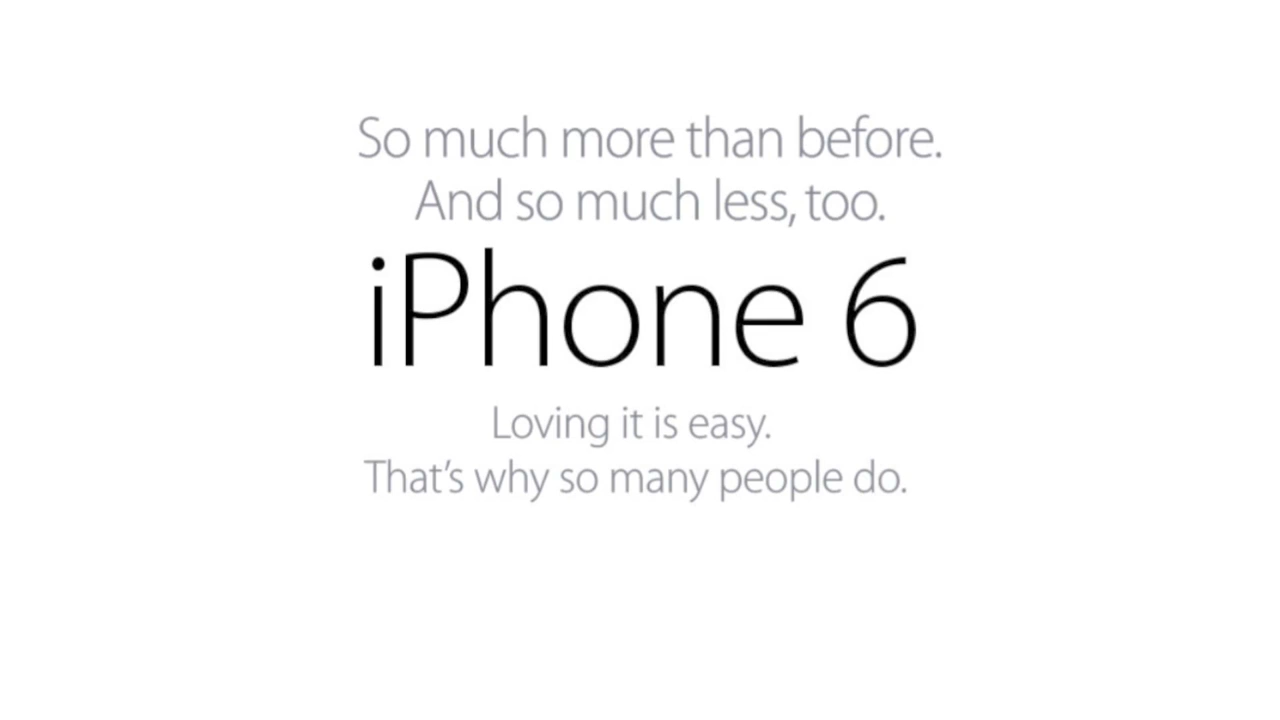 So much more than before.
And so much less, too.
iPhone 6
Loving it is easy.
That’s why so many people do.